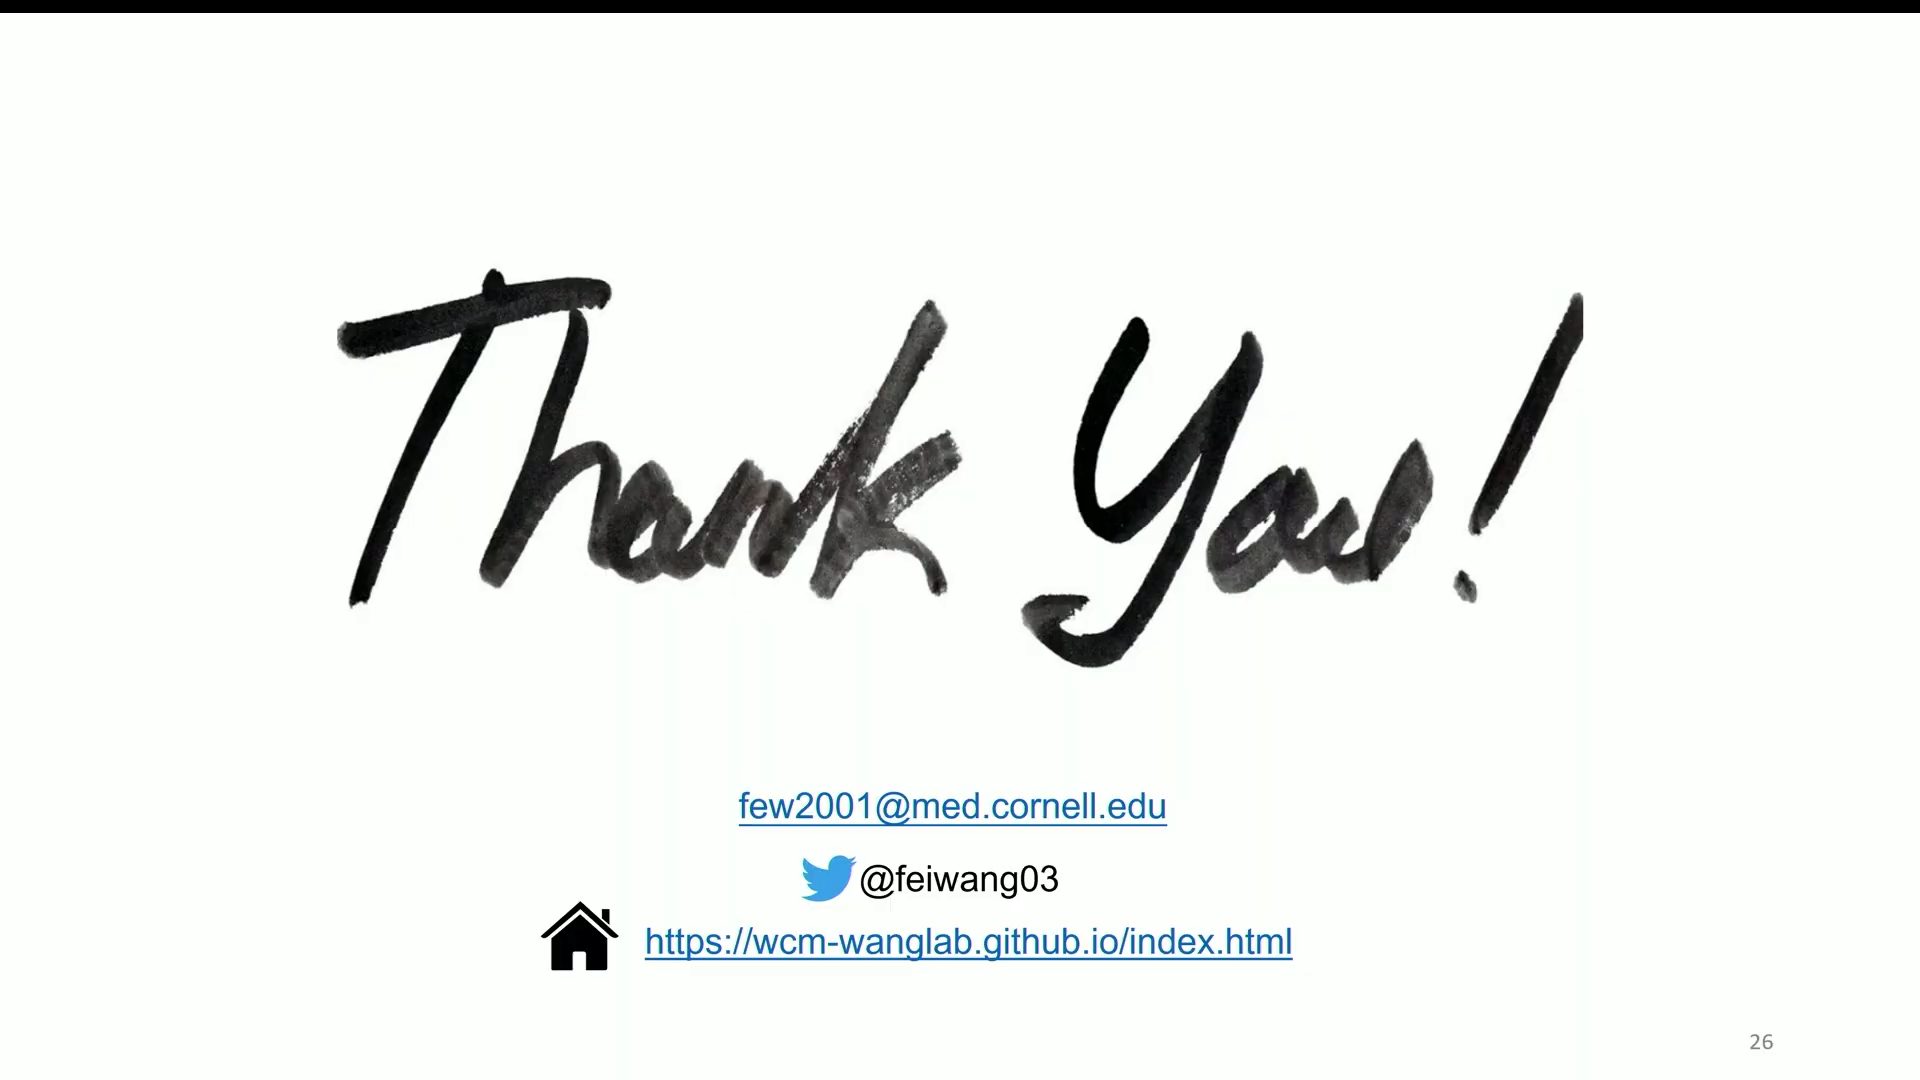 Thank You!
few2001@med.cornell.edu
@feiwang03
https://wcm-wanglab.github.io/index.html
26